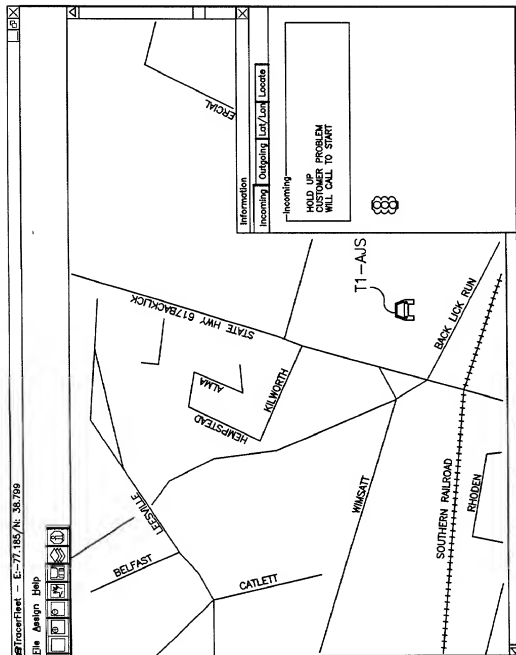 TracerFleet - E:-77.185/N: 38.799
File Assign Help
BELFAST
LEESVILLE
CATLETT
HEMPSTEAD
ALMA
KILWORTH
STATE HWY 617BACKLICK
WIMSATT
SOUTHERN RAILROAD
RHODEN
BACK LICK RUN
T1-AJS
ERCIAL
Information
Incoming Outgoing Lat/Lon Locate
Incoming
HOLD UP
CUSTOMER PROBLEM
WILL CALL TO START